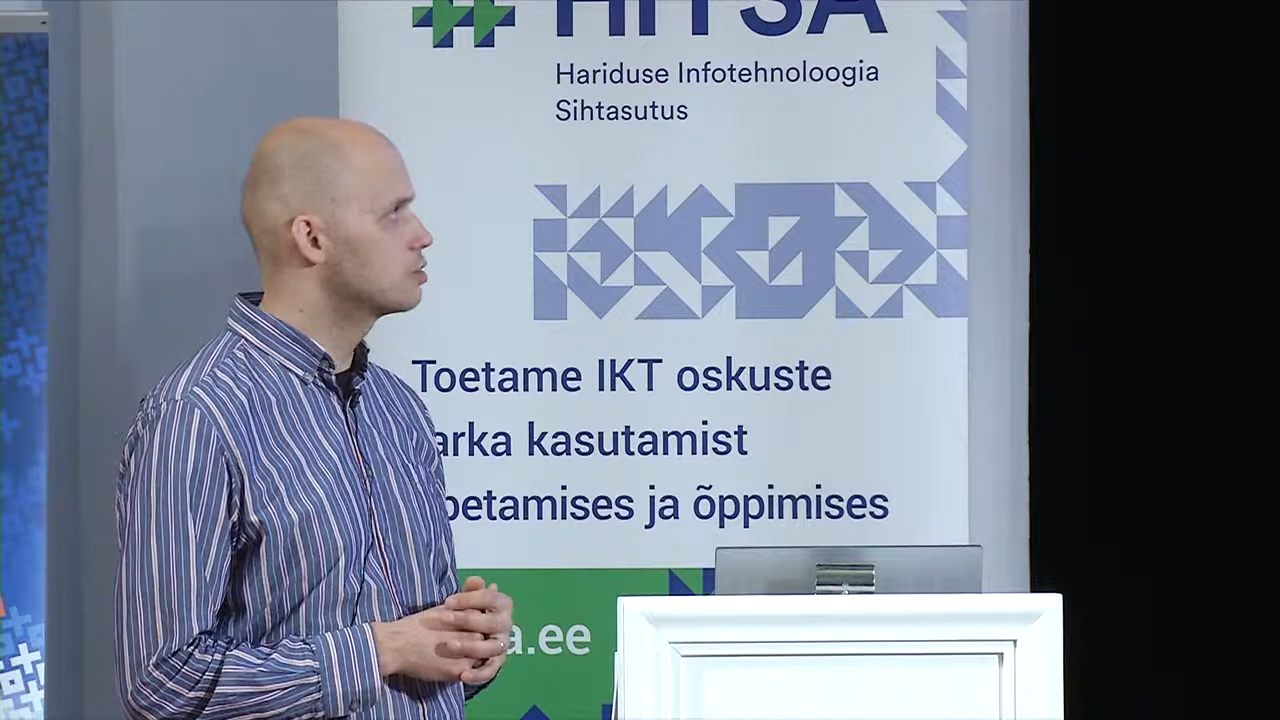 HITSA
Hariduse Infotehnoloogia
Sihtasutus
Toetame IKT oskuste
arka kasutamist
petamises ja õppimises
a.ee